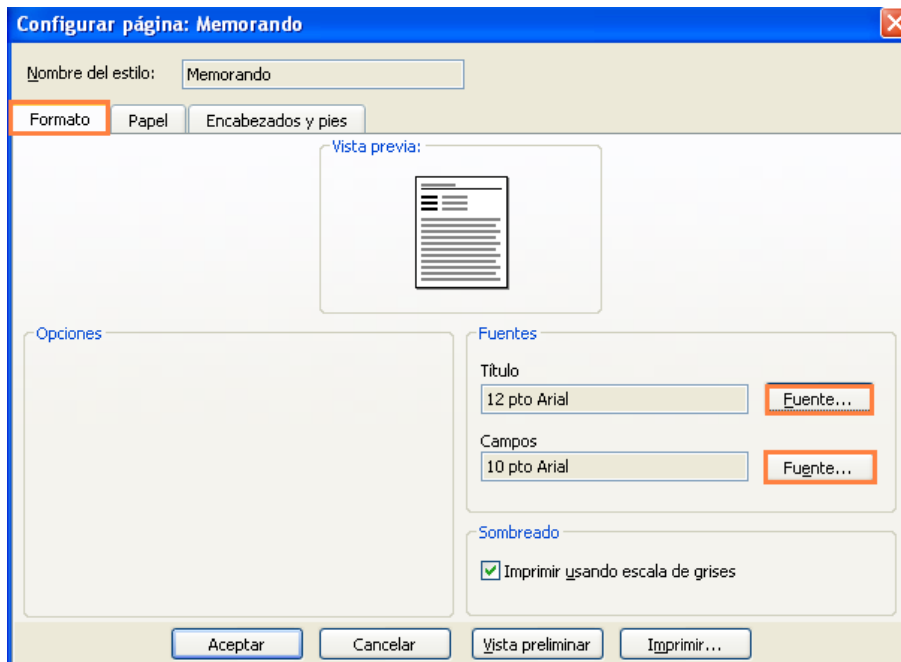 Configurar página: Memorando
Nombre del estilo: Memorando
Formato Papel Encabezados y pies
Vista previa:
Opciones
Fuentes
Título
12 pto Arial Fuente...
Campos
10 pto Arial Fuente...
Sombreado
Imprimir usando escala de grises
Aceptar Cancelar Vista preliminar Imprimir...